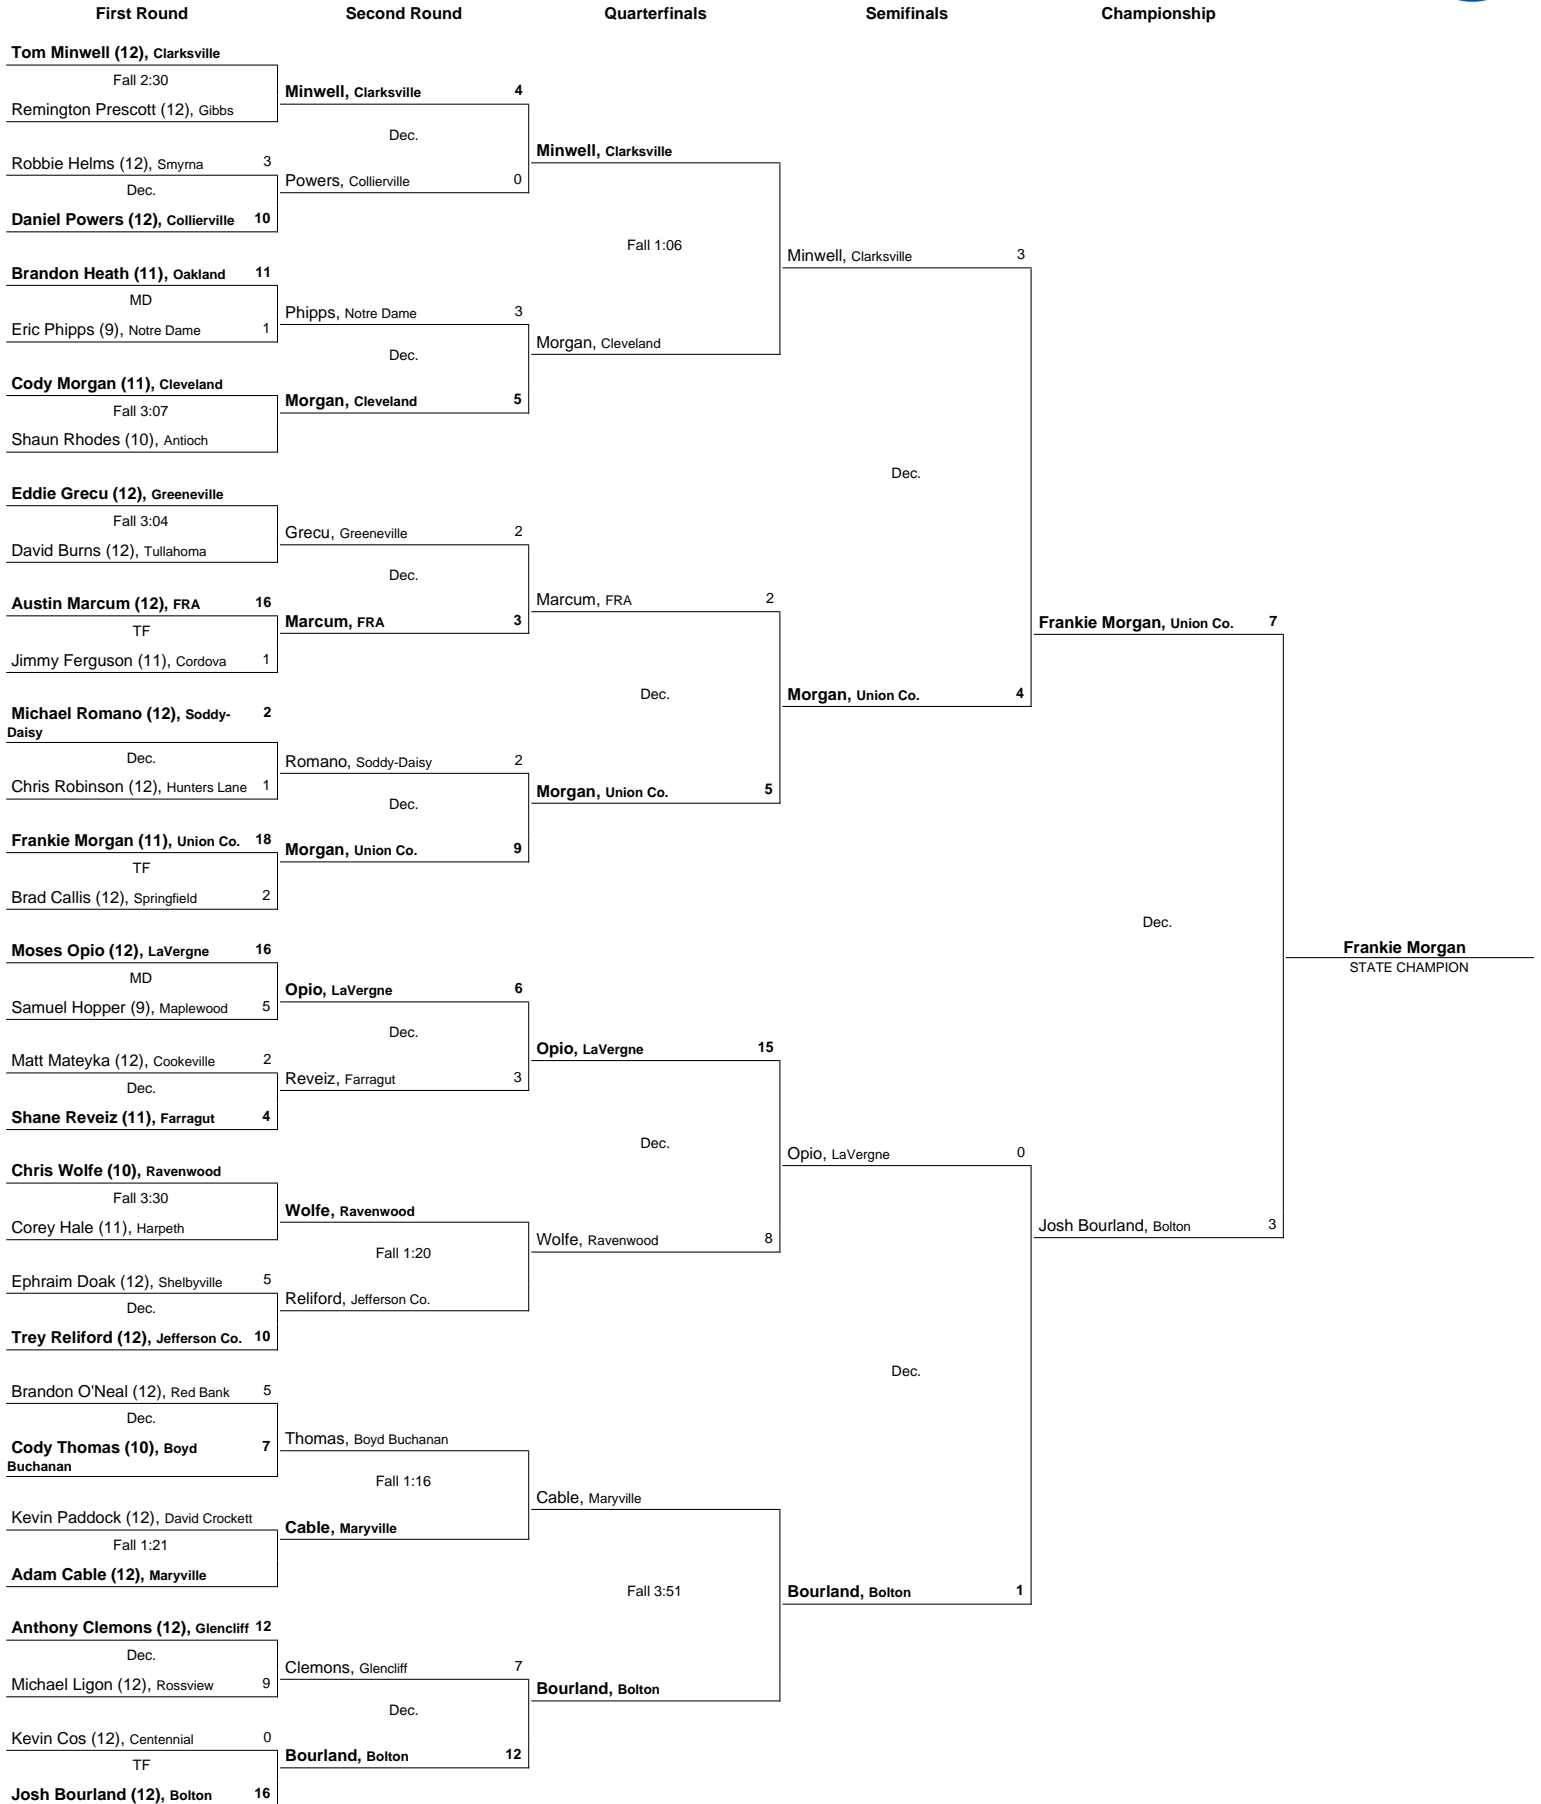 First Round
Second Round
Quarterfinals
Semifinals
Championship
Tom Minwell (12), Clarksville
Fall 2:30
Remington Prescott (12), Gibbs
Robbie Helms (12), Smyrna 3
Dec.
Daniel Powers (12), Collierville 10
Brandon Heath (11), Oakland 11
MD
Eric Phipps (9), Notre Dame 1
Cody Morgan (11), Cleveland
Fall 3:07
Shaun Rhodes (10), Antioch
Eddie Grecu (12), Greeneville
Fall 3:04
David Burns (12), Tullahoma
Austin Marcum (12), FRA 16
TF
Jimmy Ferguson (11), Cordova 1
Michael Romano (12), Soddy- 2
Daisy
Dec.
Chris Robinson (12), Hunters Lane 1
Frankie Morgan (11), Union Co. 18
TF
Brad Callis (12), Springfield 2
Moses Opio (12), LaVergne 16
MD
Samuel Hopper (9), Maplewood 5
Matt Mateyka (12), Cookeville 2
Dec.
Shane Reveiz (11), Farragut 4
Chris Wolfe (10), Ravenwood
Fall 3:30
Corey Hale (11), Harpeth
Ephraim Doak (12), Shelbyville 5
Dec.
Trey Reliford (12), Jefferson Co. 10
Brandon O'Neal (12), Red Bank 5
Dec.
Cody Thomas (10), Boyd 7
Buchanan
Kevin Paddock (12), David Crockett
Fall 1:21
Adam Cable (12), Maryville
Anthony Clemons (12), Glencliff 12
Dec.
Michael Ligon (12), Rossview 9
Kevin Cos (12), Centennial 0
TF
Josh Bourland (12), Bolton 16
Minwell, Clarksville 4
Dec.
Powers, Collierville 0
Phipps, Notre Dame 3
Dec.
Morgan, Cleveland 5
Grecu, Greeneville 2
Dec.
Marcum, FRA 3
Romano, Soddy-Daisy 2
Dec.
Morgan, Union Co. 9
Opio, LaVergne 6
Dec.
Reveiz, Farragut 3
Wolfe, Ravenwood
Fall 1:20
Reliford, Jefferson Co.
Thomas, Boyd Buchanan
Fall 1:16
Cable, Maryville
Clemons, Glencliff 7
Dec.
Bourland, Bolton 12
Minwell, Clarksville
Fall 1:06
Morgan, Cleveland
Marcum, FRA 2
Dec.
Morgan, Union Co. 5
Opio, LaVergne 15
Dec.
Wolfe, Ravenwood 8
Cable, Maryville
Fall 3:51
Bourland, Bolton
Minwell, Clarksville 3
Dec.
Morgan, Union Co. 4
Opio, LaVergne 0
Dec.
Bourland, Bolton 1
Frankie Morgan, Union Co. 7
Dec.
Josh Bourland, Bolton 3
Frankie Morgan
STATE CHAMPION